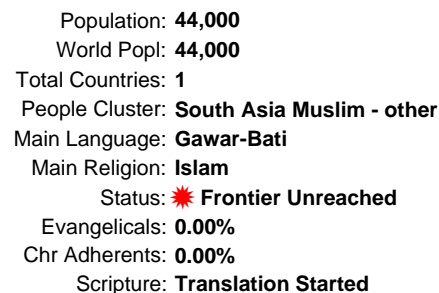 Population: 44,000
World Popl: 44,000
Total Countries: 1
People Cluster: South Asia Muslim - other
Main Language: Gawar-Bati
Main Religion: Islam
Status: Frontier Unreached
Evangelicals: 0.00%
Chr Adherents: 0.00%
Scripture: Translation Started